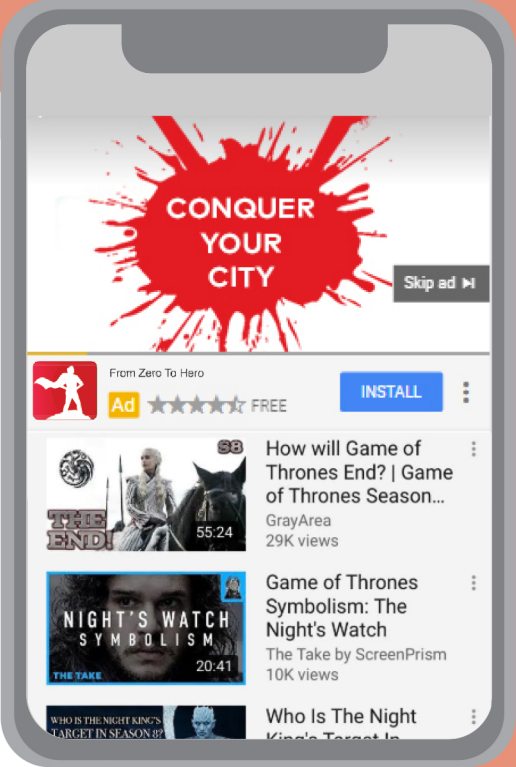 CONQUER
YOUR
CITY
Skip ad
From Zero To Hero
Ad FREE
INSTALL
S8
THE
END!
55:24
How will Game of
Thrones End? | Game
of Thrones Season...
GrayArea
29K views
NIGHT'S WATCH
SYMBOLISM
THE TAKE
20:41
Game of Thrones
Symbolism: The
Night's Watch
The Take by ScreenPrism
10K views
WHO IS THE NIGHT KING'S
TARGET IN SEASON 8?
Who Is The Night
King's Target In